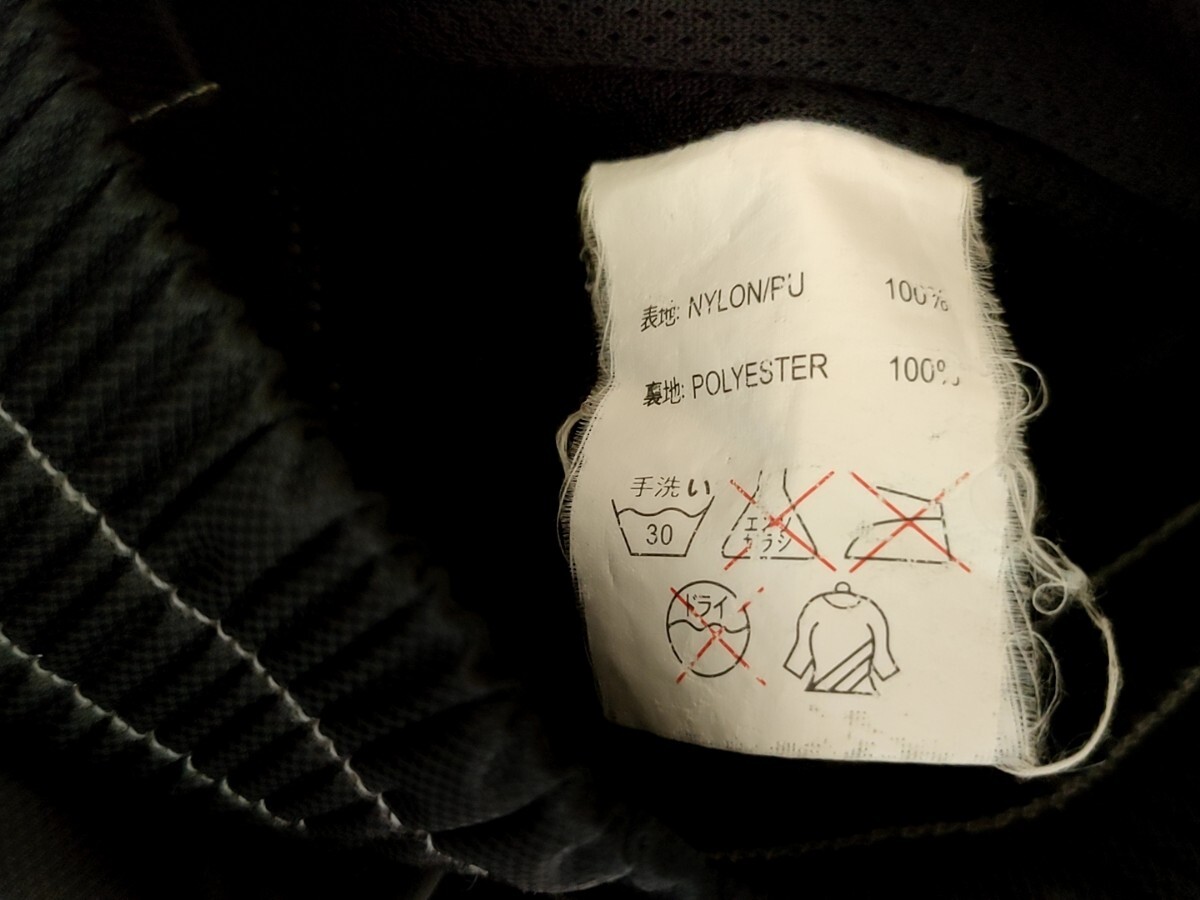 表地: NYLON/PU 100%
裏地: POLYESTER 100%
手洗い
30
エンソ
カラシ
ドライ